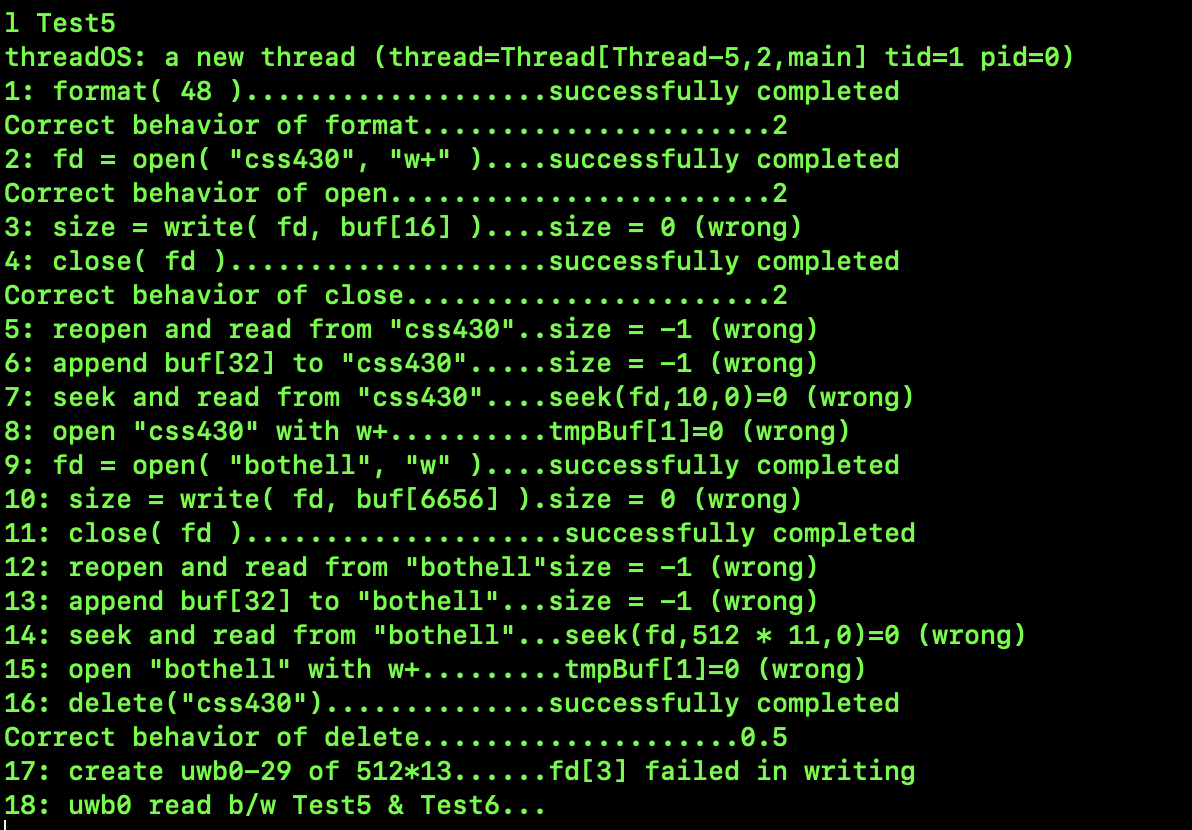 l Test5
threadOS: a new thread (thread=Thread[Thread-5,2,main] tid=1 pid=0)
1: format( 48 )...................successfully completed
Correct behavior of format......................2
2: fd = open( "css430", "w+" )....successfully completed
Correct behavior of open........................2
3: size = write( fd, buf[16] )....size = 0 (wrong)
4: close( fd )....................successfully completed
Correct behavior of close.......................2
5: reopen and read from "css430"..size = -1 (wrong)
6: append buf[32] to "css430".....size = -1 (wrong)
7: seek and read from "css430"....seek(fd,10,0)=0 (wrong)
8: open "css430" with w+..........tmpBuf[1]=0 (wrong)
9: fd = open( "bothell", "w" )....successfully completed
10: size = write( fd, buf[6656] ).size = 0 (wrong)
11: close( fd )....................successfully completed
12: reopen and read from "bothell"size = -1 (wrong)
13: append buf[32] to "bothell"...size = -1 (wrong)
14: seek and read from "bothell"...seek(fd,512 * 11,0)=0 (wrong)
15: open "bothell" with w+.........tmpBuf[1]=0 (wrong)
16: delete("css430")..............successfully completed
Correct behavior of delete....................0.5
17: create uwb0-29 of 512*13......fd[3] failed in writing
18: uwb0 read b/w Test5 & Test6...